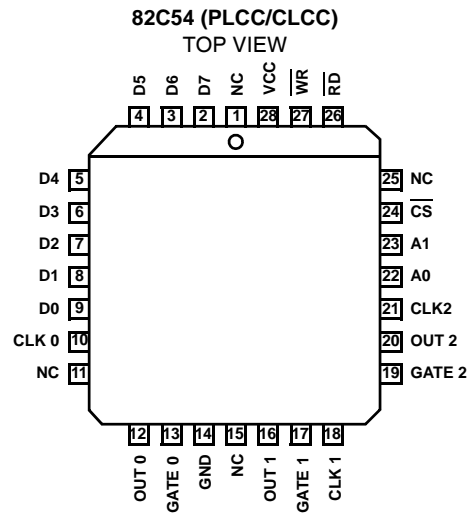 82C54 (PLCC/CLCC)
TOP VIEW
D5 D6 D7 NC VCC WR RD
4 3 2 1 28 27 26
D4 5 25 NC
D3 6 24 CS
D2 7 23 A1
D1 8 22 A0
D0 9 21 CLK2
CLK 0 10 20 OUT 2
NC 11 19 GATE 2
12 13 14 15 16 17 18
OUT 0 GATE 0 GND NC OUT 1 GATE 1 CLK 1